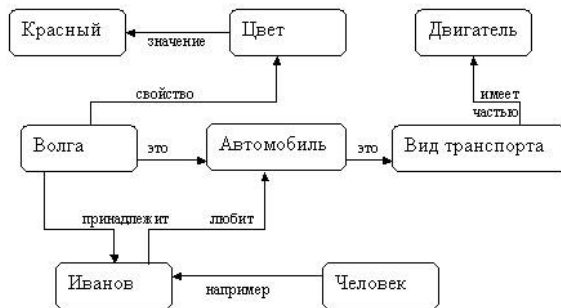 Красный
значение
Цвет
Двигатель
свойство
имеет
частью
Волга
это
Автомобиль
это
Вид транспорта
принадлежит
любит
Иванов
например
Человек